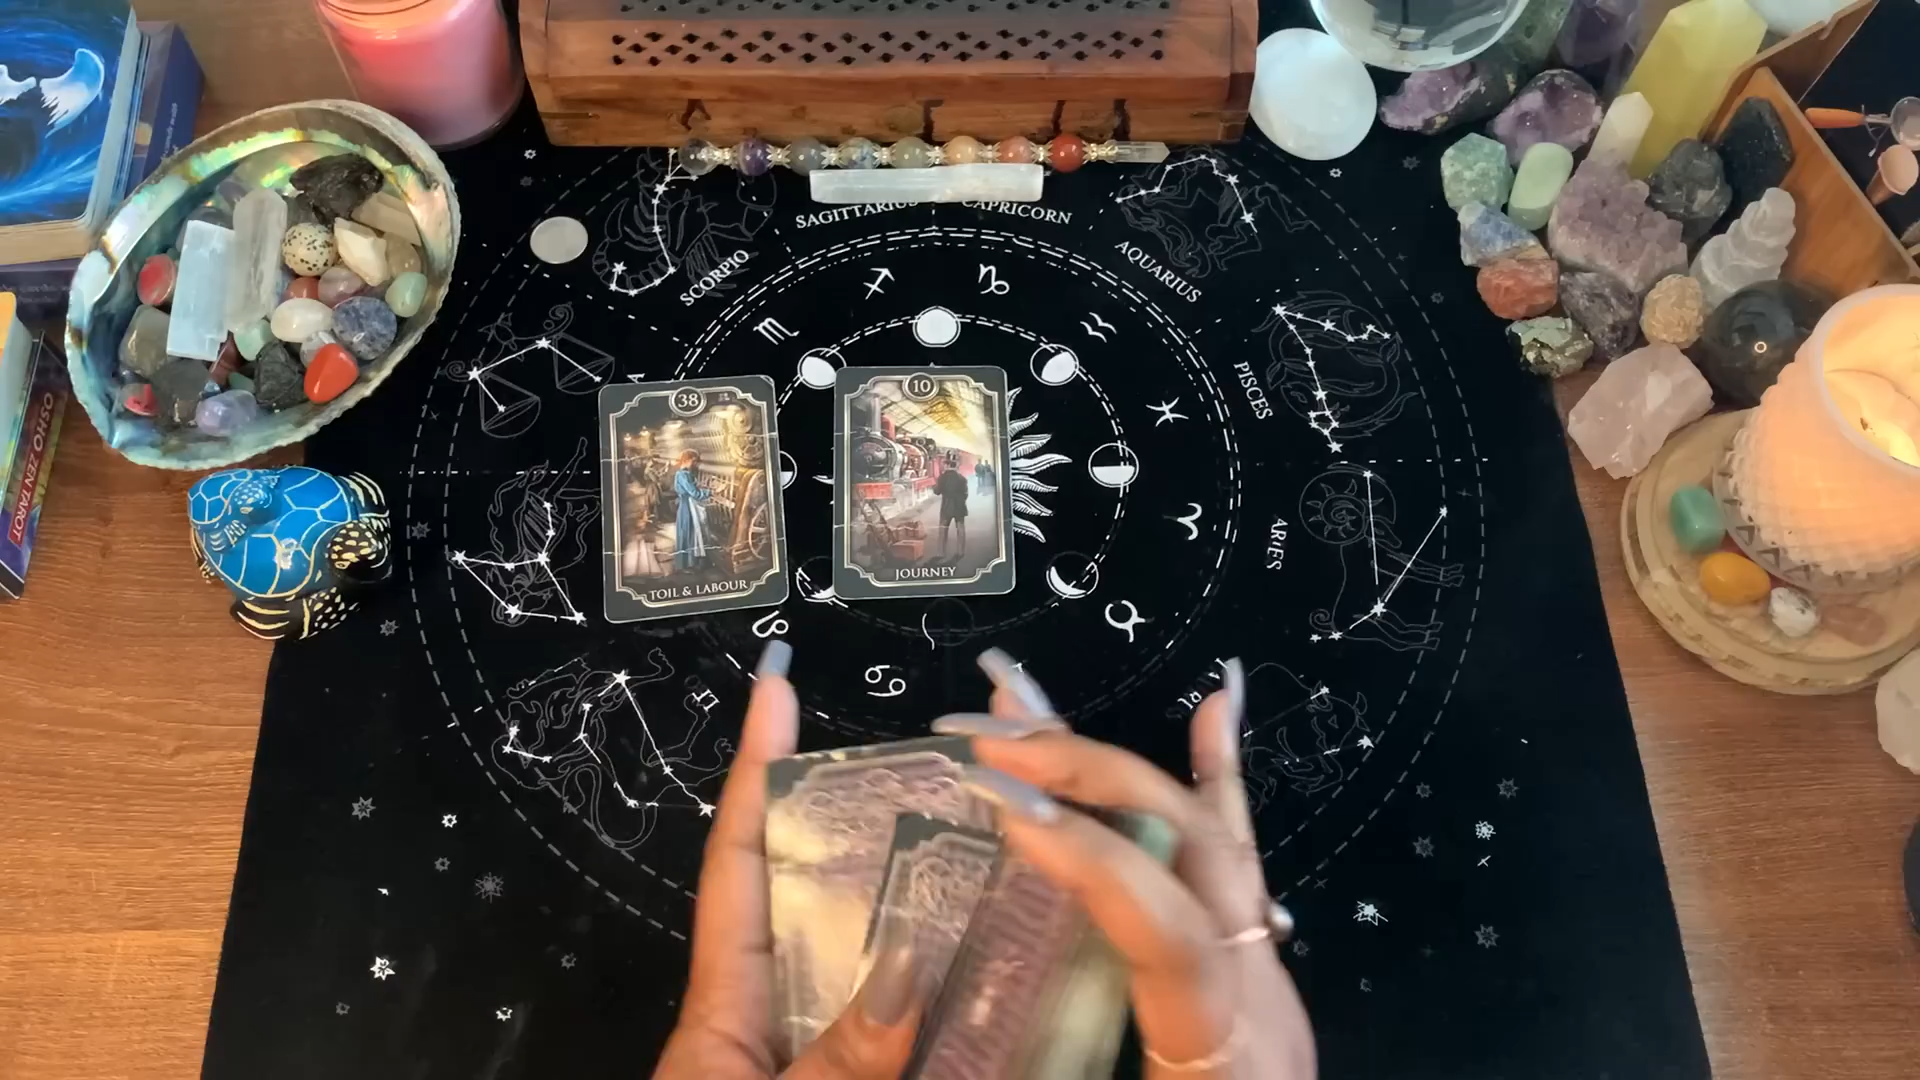 SAGITTARIUS
CAPRICORN
SCORPIO
AQUARIUS
PISCES
ARIES
38
TOIL & LABOUR
10
JOURNEY
OSHO ZEN TAROT